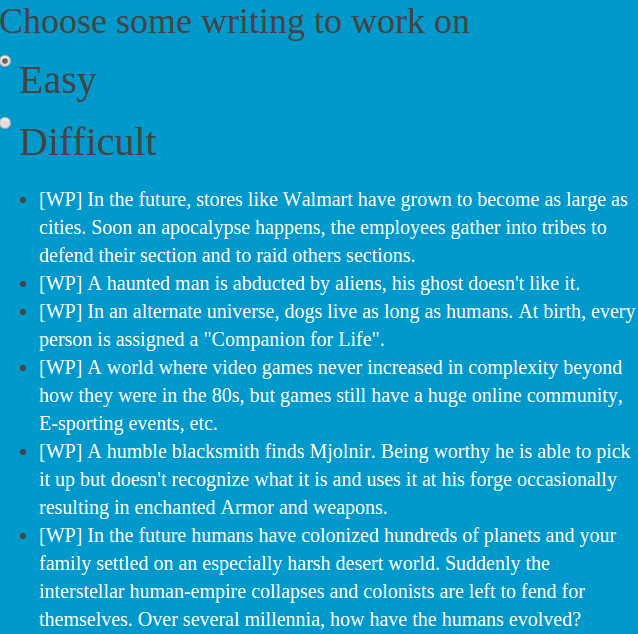 Choose some writing to work on
Easy
Difficult
[WP] In the future, stores like Walmart have grown to become as large as
cities. Soon an apocalypse happens, the employees gather into tribes to
defend their section and to raid others sections.
[WP] A haunted man is abducted by aliens, his ghost doesn't like it.
[WP] In an alternate universe, dogs live as long as humans. At birth, every
person is assigned a "Companion for Life".
[WP] A world where video games never increased in complexity beyond
how they were in the 80s, but games still have a huge online community,
E-sporting events, etc.
[WP] A humble blacksmith finds Mjolnir. Being worthy he is able to pick
it up but doesn't recognize what it is and uses it at his forge occasionally
resulting in enchanted Armor and weapons.
[WP] In the future humans have colonized hundreds of planets and your
family settled on an especially harsh desert world. Suddenly the
interstellar human-empire collapses and colonists are left to fend for
themselves. Over several millennia, how have the humans evolved?